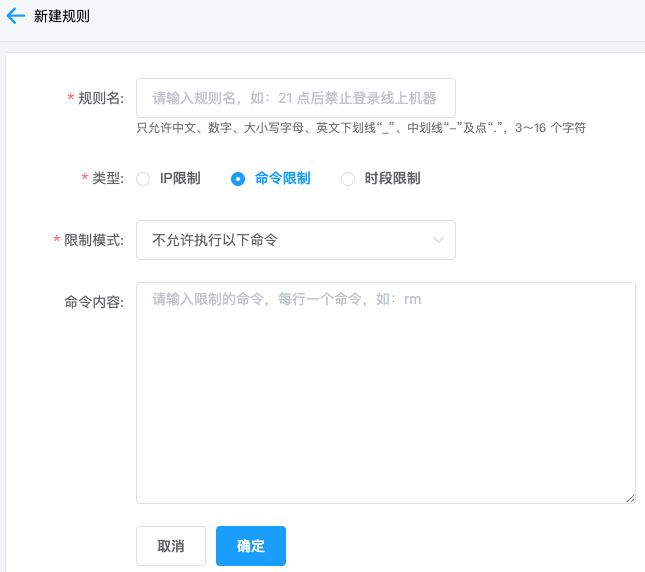 新建规则
* 规则名: 请输入规则名，如：21 点后禁止登录线上机器
只允许中文、数字、大小写字母、英文下划线“_”、中划线“-”及点“.”，3～16 个字符
* 类型: IP限制 命令限制 时段限制
* 限制模式: 不允许执行以下命令
命令内容: 请输入限制的命令，每行一个命令，如：rm
取消 确定